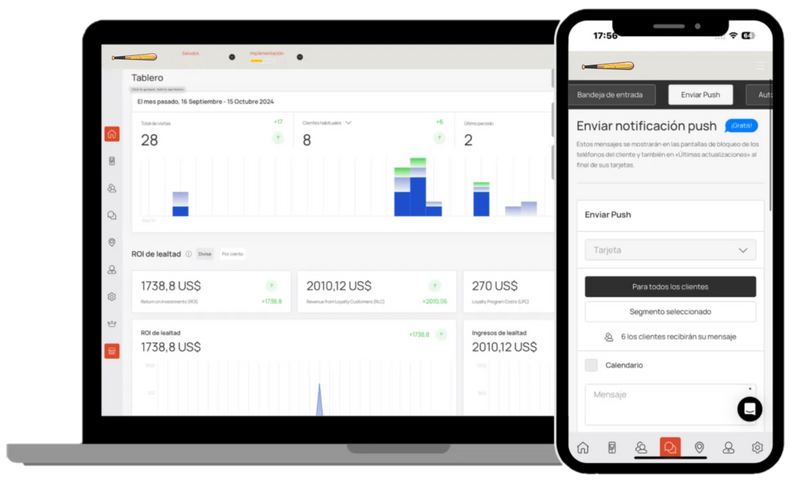 Saludos,
Implementación
Tablero
El mes pasado, 16 Septiembre - 15 Octubre 2024
Total de visitas
+17
28
Clientes habituales
+6
8
Último período
2
ROI de lealtad
Divisa
Por ciento
1738,8 US$
Return on Investments (ROI)
+1738.8
2010,12 US$
Revenue from Loyalty Customers (RLC)
+2010.06
270 US$
Loyalty Program Costs (LPC)
ROI de lealtad
+1738,8
1738,8 US$
Ingresos de lealtad
2010,12 US$
17:56
64
Bandeja de entrada
Enviar Push
Auto
Enviar notificación push
¡Gratis!
Estos mensajes se mostrarán en las pantallas de bloqueo de los
teléfonos del cliente y también en «Últimas actualizaciones» al
final de sus tarjetas.
Enviar Push
Tarjeta
Para todos los clientes
Segmento seleccionado
6 los clientes recibirán su mensaje
Calendario
Mensaje